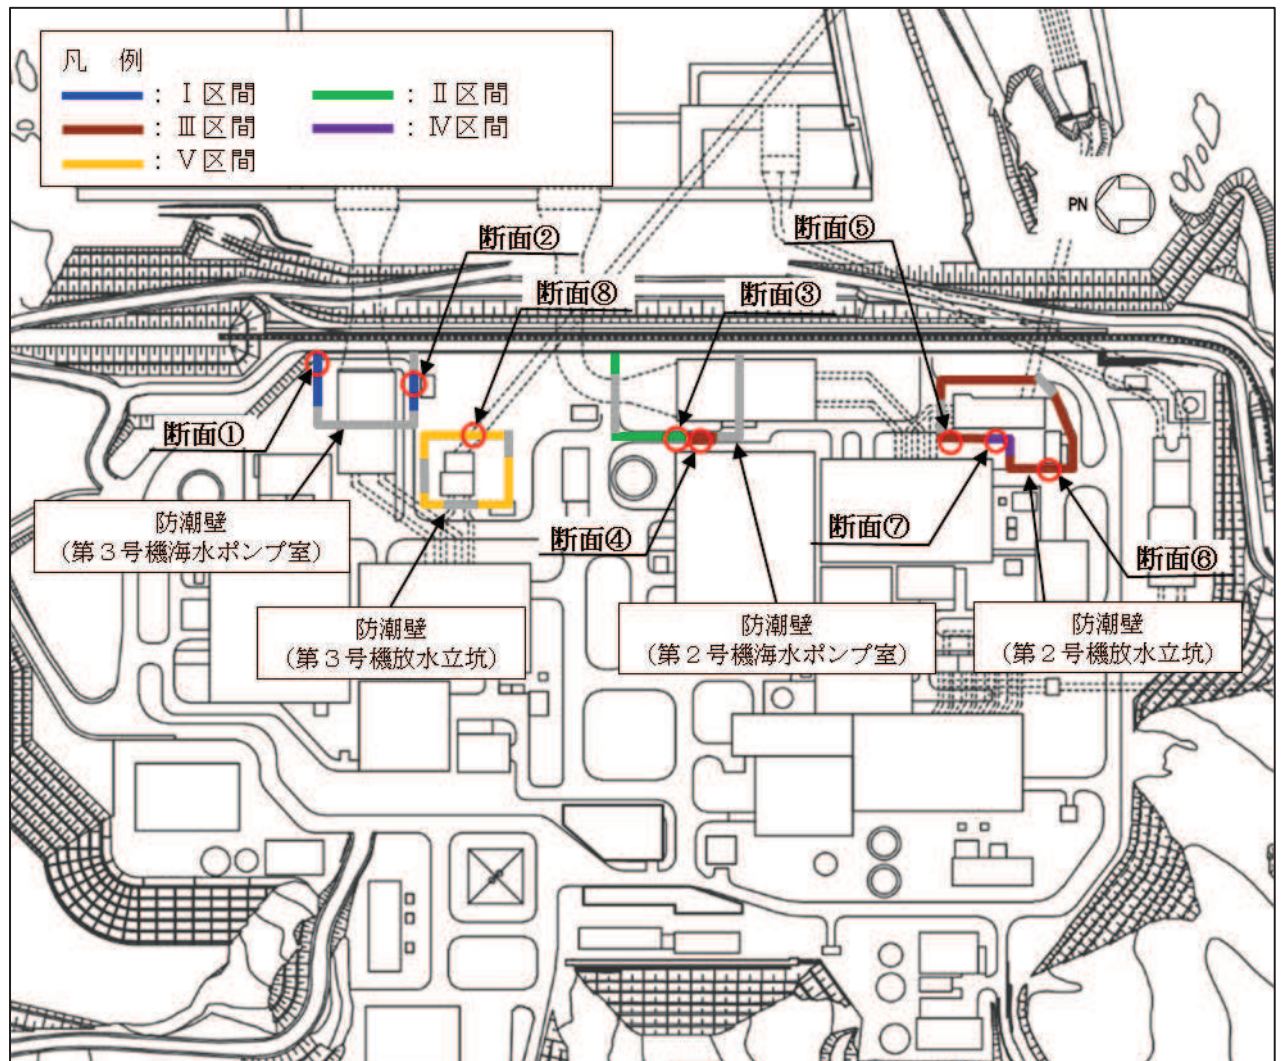 凡 例
：Ⅰ区間
：Ⅱ区間
：Ⅲ区間
：Ⅳ区間
：Ⅴ区間
PN
断面⑤
断面②
断面⑧
断面③
断面①
防潮壁
（第３号機海水ポンプ室）
断面④
断面⑦
断面⑥
防潮壁
（第３号機放水立坑）
防潮壁
（第２号機海水ポンプ室）
防潮壁
（第２号機放水立坑）